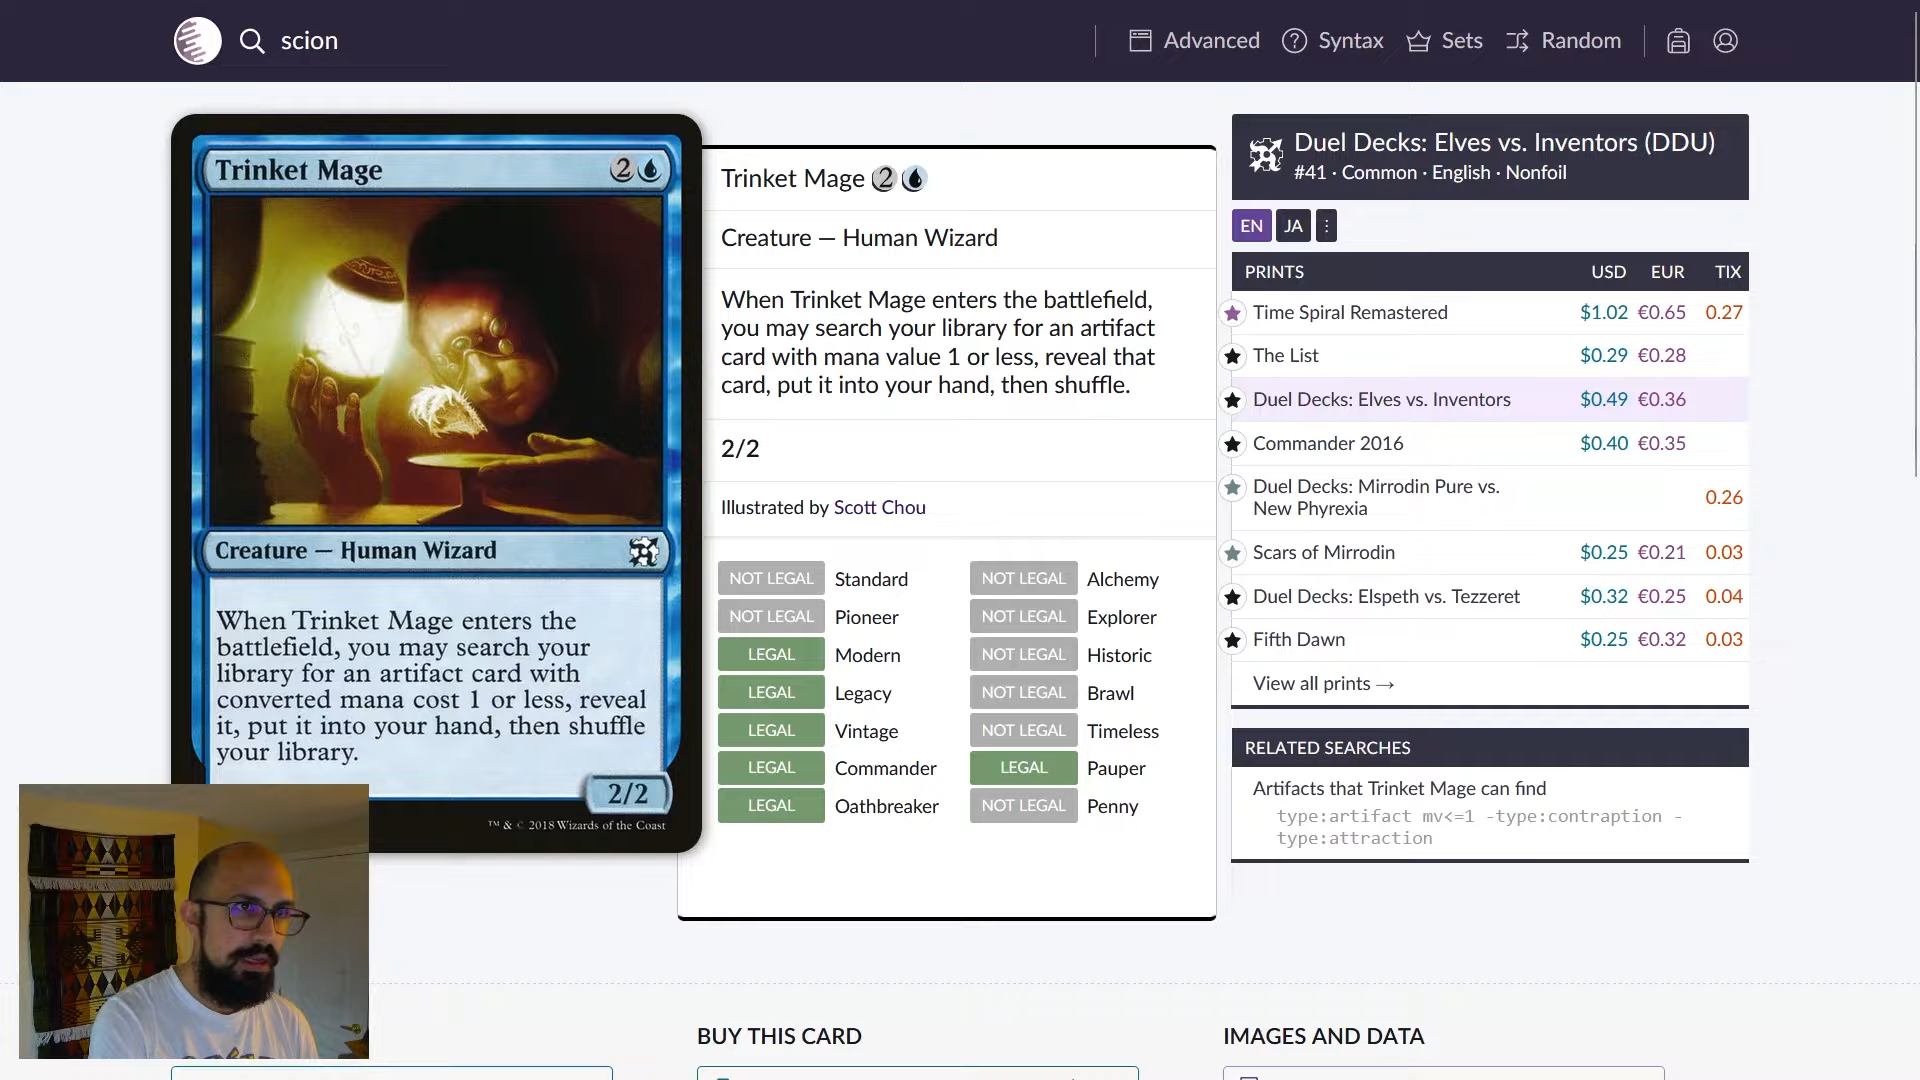 scion
Advanced
Syntax
Sets
Random
Trinket Mage 2
Creature — Human Wizard
When Trinket Mage enters the
battlefield, you may search your
library for an artifact card with
converted mana cost 1 or less, reveal
it, put it into your hand, then shuffle
your library.
2/2
™ & © 2018 Wizards of the Coast
Trinket Mage 2
Creature — Human Wizard
When Trinket Mage enters the battlefield,
you may search your library for an artifact
card with mana value 1 or less, reveal that
card, put it into your hand, then shuffle.
2/2
Illustrated by Scott Chou
NOT LEGAL Standard NOT LEGAL Alchemy
NOT LEGAL Pioneer NOT LEGAL Explorer
LEGAL Modern NOT LEGAL Historic
LEGAL Legacy NOT LEGAL Brawl
LEGAL Vintage NOT LEGAL Timeless
LEGAL Commander LEGAL Pauper
LEGAL Oathbreaker NOT LEGAL Penny
Duel Decks: Elves vs. Inventors (DDU)
#41 · Common · English · Nonfoil
EN JA
PRINTS USD EUR TIX
Time Spiral Remastered $1.02 €0.65 0.27
The List $0.29 €0.28
Duel Decks: Elves vs. Inventors $0.49 €0.36
Commander 2016 $0.40 €0.35
Duel Decks: Mirrodin Pure vs.
New Phyrexia 0.26
Scars of Mirrodin $0.25 €0.21 0.03
Duel Decks: Elspeth vs. Tezzeret $0.32 €0.25 0.04
Fifth Dawn $0.25 €0.32 0.03
View all prints →
RELATED SEARCHES
Artifacts that Trinket Mage can find
type:artifact mv<=1 -type:contraption -
type:attraction
BUY THIS CARD
IMAGES AND DATA